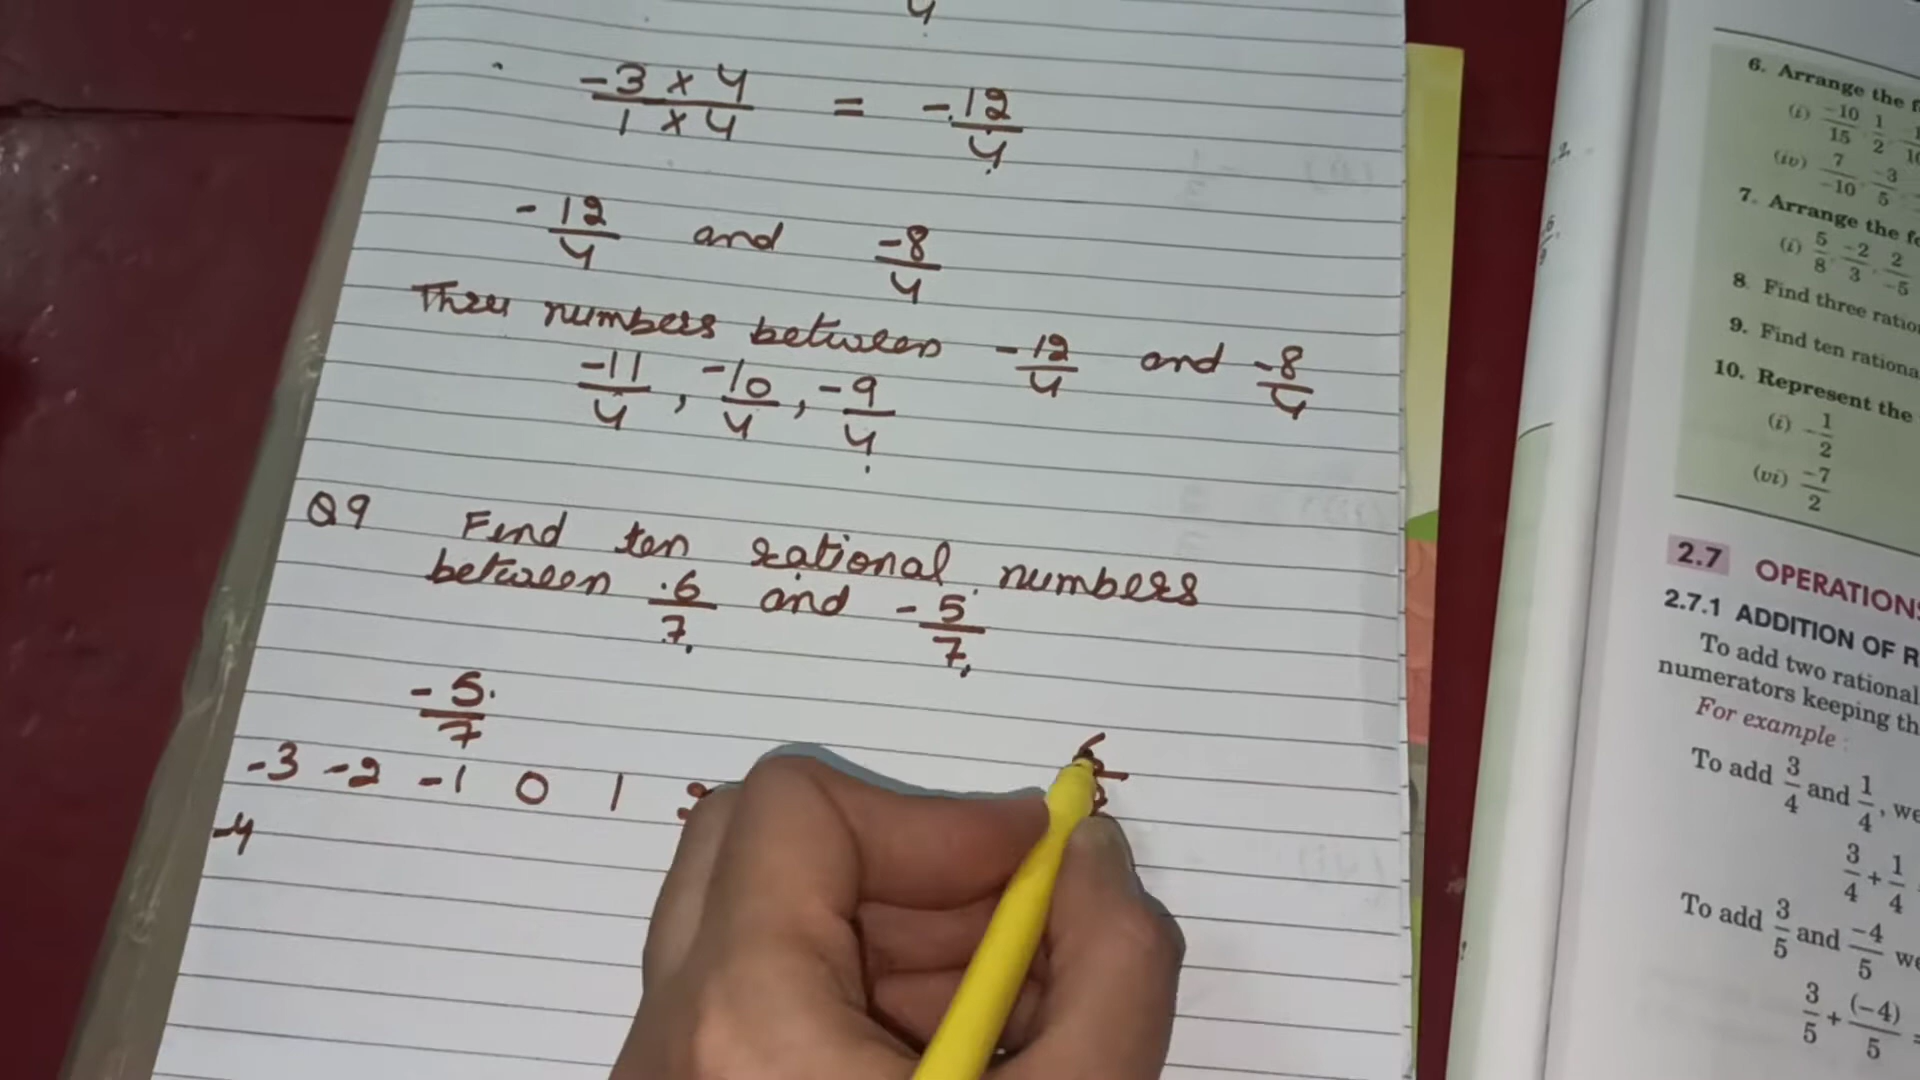 4
-3 × 4 / 1 × 4 = -12/4
-12/4 and -8/4
Three numbers between -12/4 and -8/4
-11/4 , -10/4 , -9/4
Q9 Find ten rational numbers
between 6/7 and -5/7
-5/7
-3 -2 -1 0 1
-4
6. Arrange the
(i) -10/15, 1/2,
(iv) 7/-10, -3/5,
7. Arrange the
(i) 5/8, -2/3, 2/-5
8. Find three
9. Find ten
10. Represent the
(i) -1/2
(vi) -7/2
2.7 OPERATIONS
2.7.1 ADDITION OF R
To add two rational
numerators keeping
For example :
To add 3/4 and 1/4,
3/4 + 1/4
To add 3/5 and -4/5
3/5 + (-4)/5 =